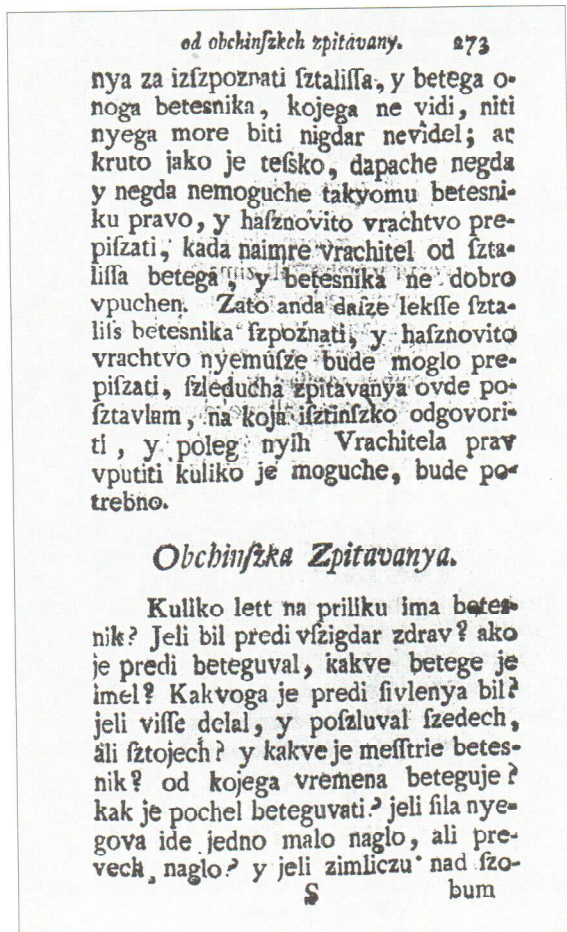 od obchinſzkeh zpitávany. 273
nya za izſzpoznati ſztaliſſa, y betega o-
noga betesnika, kojega ne vidi, niti
nyega more biti nigdar nevidel; ar
kruto jako je teſsko, dapache negda
y negda nemoguche takyomu betesni-
ku pravo, y haſznovito vrachtvo pre-
piſzati, kada naimre vrachitel od ſzta-
liſſa betega, y betesnika ne dobro
vpuchen. Zato anda daize lekſſe ſzta-
liſs betesnika ſzpoznati, y haſznovito
vrachtvo nyemuſze bude moglo pre-
piſzati, ſzleducha zpitavanya ovde po-
ſztavlam, na koja iſztinſzko odgovori-
ti, y poleg nyih Vrachitela prav
vputiti kuliko je moguche, bude po-
trebno.
Obchinſzka Zpitavanya.
Kuliko lett na priliku ima betes-
nik? Jeli bil predi vſzigdar zdrav? ako
je predi beteguval, kakve betege je
imel? Kakvoga je predi ſivlenya bil?
jeli viſſe delal, y poſzluval ſzedech,
ali ſztojech? y kakve je meſſtrie betes-
nik? od kojega vremena beteguje?
kak je pochel beteguvati? jeli ſila nye-
gova ide jedno malo naglo, ali pre-
vech naglo? y jeli zimliczu nad ſzo-
S bum